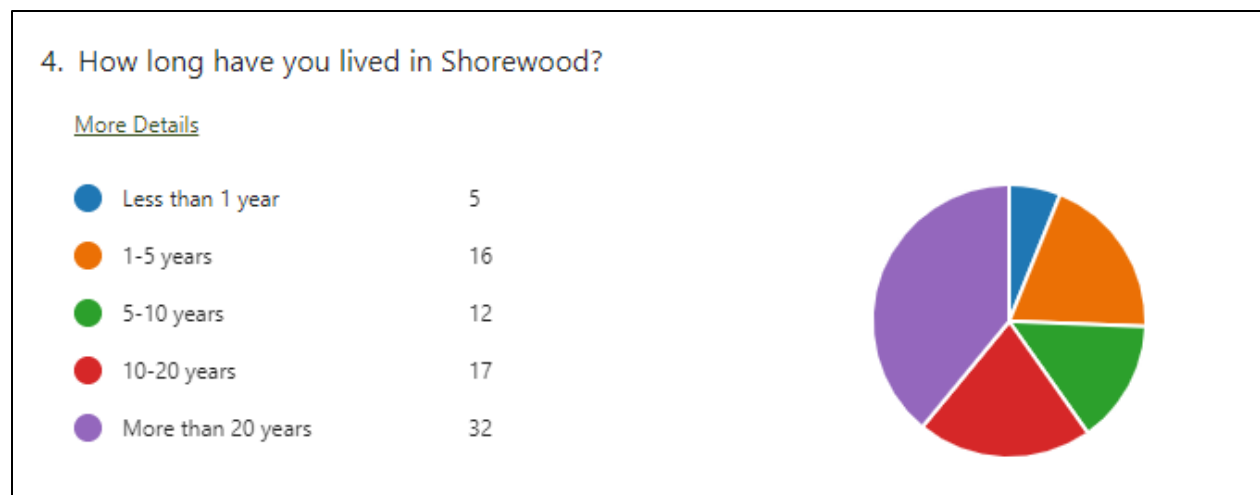 4. How long have you lived in Shorewood?
More Details
Less than 1 year 5
1-5 years 16
5-10 years 12
10-20 years 17
More than 20 years 32